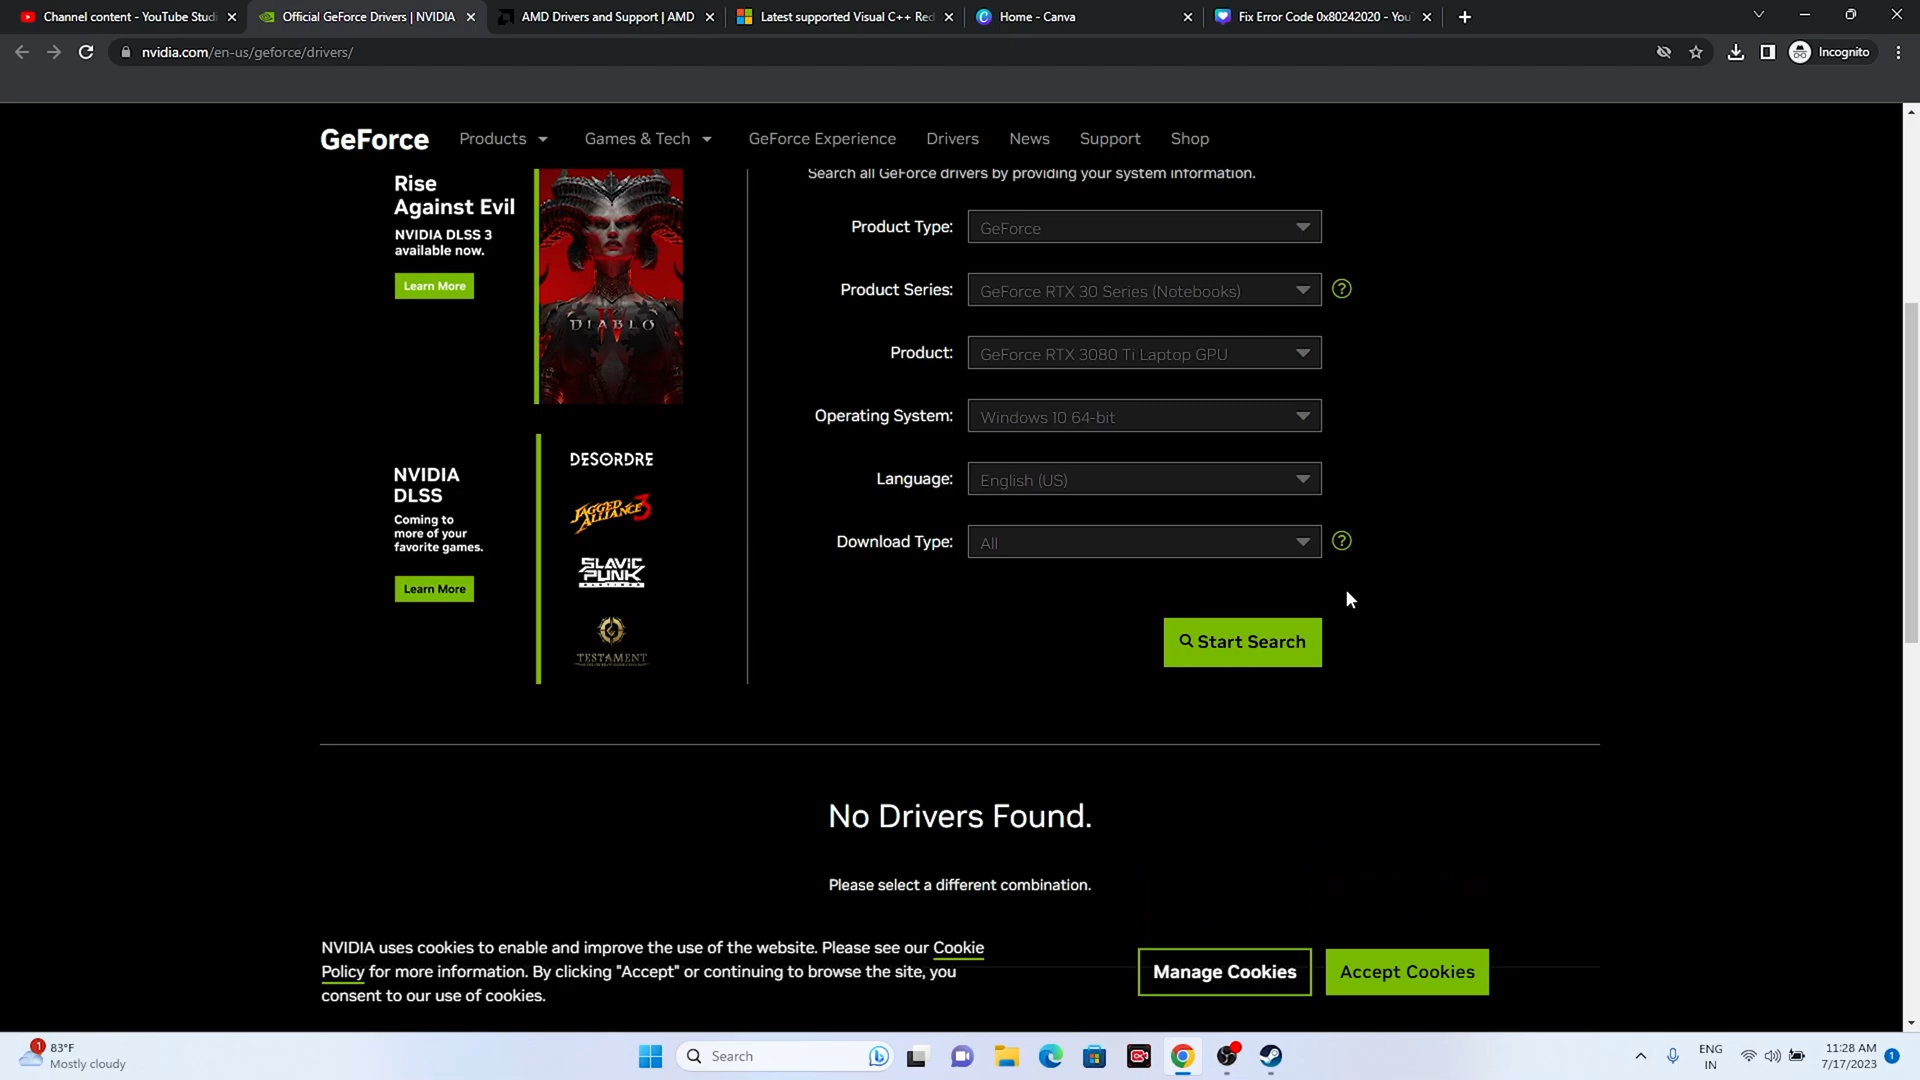 Channel content - YouTube Studi
Official GeForce Drivers | NVIDIA
AMD Drivers and Support | AMD
Latest supported Visual C++ Red
Home - Canva
Fix Error Code 0x80242020 - YouT
nvidia.com/en-us/geforce/drivers/
Incognito
GeForce
Products
Games & Tech
GeForce Experience
Drivers
News
Support
Shop
Search all GeForce drivers by providing your system information.
Rise
Against Evil
NVIDIA DLSS 3
available now.
Learn More
DIABLO
IV
Product Type:
GeForce
Product Series:
GeForce RTX 30 Series (Notebooks)
?
Product:
GeForce RTX 3080 Ti Laptop GPU
Operating System:
Windows 10 64-bit
Language:
English (US)
Download Type:
All
?
Start Search
NVIDIA
DLSS
Coming to
more of your
favorite games.
Learn More
DESORDRE
JAGGED
ALLIANCE 3
SLAVIC
PUNK
TESTAMENT
No Drivers Found.
Please select a different combination.
NVIDIA uses cookies to enable and improve the use of the website. Please see our Cookie
Policy for more information. By clicking "Accept" or continuing to browse the site, you
consent to our use of cookies.
Manage Cookies
Accept Cookies
1
83°F
Mostly cloudy
Search
ENG
IN
11:28 AM
7/17/2023
1